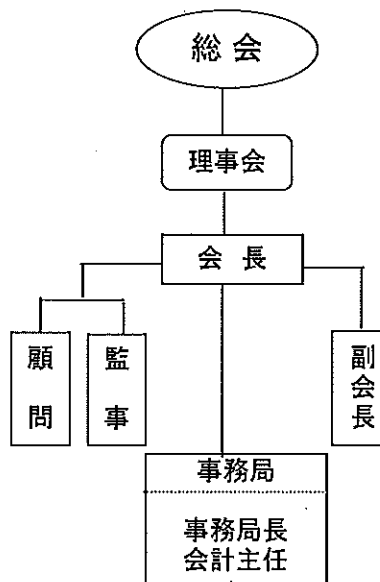 総会
理事会
会長
顧問
監事
副会長
事務局
事務局長
会計主任